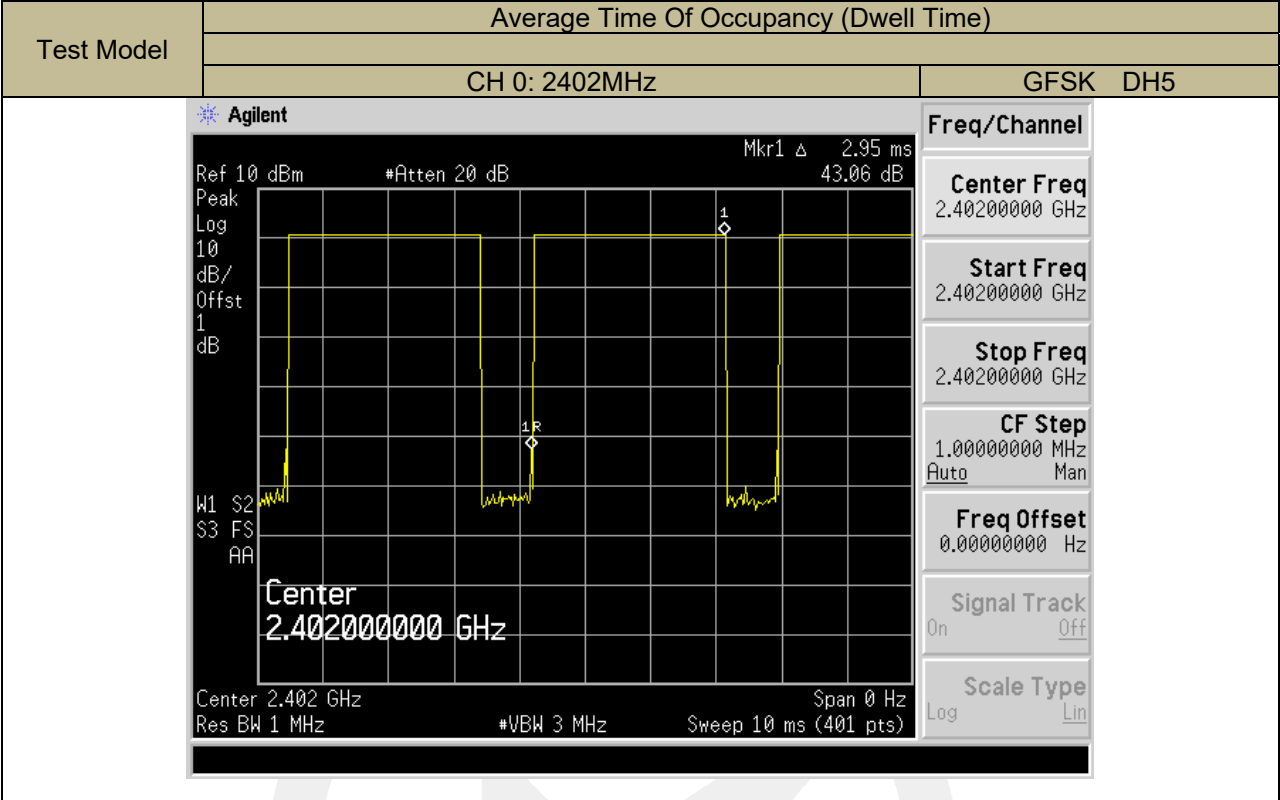 Test Model
Average Time Of Occupancy (Dwell Time)
CH 0: 2402MHz
GFSK DH5
Agilent
Freq/Channel
Mkr1 Δ 2.95 ms
Ref 10 dBm #Atten 20 dB 43.06 dB
Peak
Log
10
dB/
Offst
1
dB
1
1R
W1 S2
S3 FS
AA
Center
2.402000000 GHz
Center 2.402 GHz Span 0 Hz
Res BW 1 MHz #VBW 3 MHz Sweep 10 ms (401 pts)
Center Freq
2.40200000 GHz
Start Freq
2.40200000 GHz
Stop Freq
2.40200000 GHz
CF Step
1.00000000 MHz
Auto Man
Freq Offset
0.00000000 Hz
Signal Track
On Off
Scale Type
Log Lin